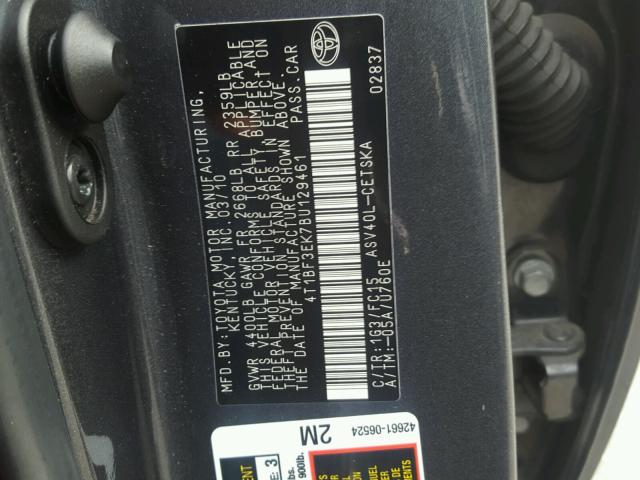 MFD. BY: TOYOTA MOTOR MANUFACTURING,
KENTUCKY, INC. 03/10
GVWR 4400LB GAWR FR 2668LB RR 2359LB
THIS VEHICLE CONFORMS TO ALL APPLICABLE
FEDERAL MOTOR VEHICLE SAFETY, BUMPER, AND
THEFT PREVENTION STANDARDS IN EFFECT ON
THE DATE OF MANUFACTURE SHOWN ABOVE.
4T1BF3EK7BU129461 PASS. CAR
C/TR: 1G3/FC15 ASV40L-CETSKA
A/TM: -05A/U760E 02837
42661-06524
2M